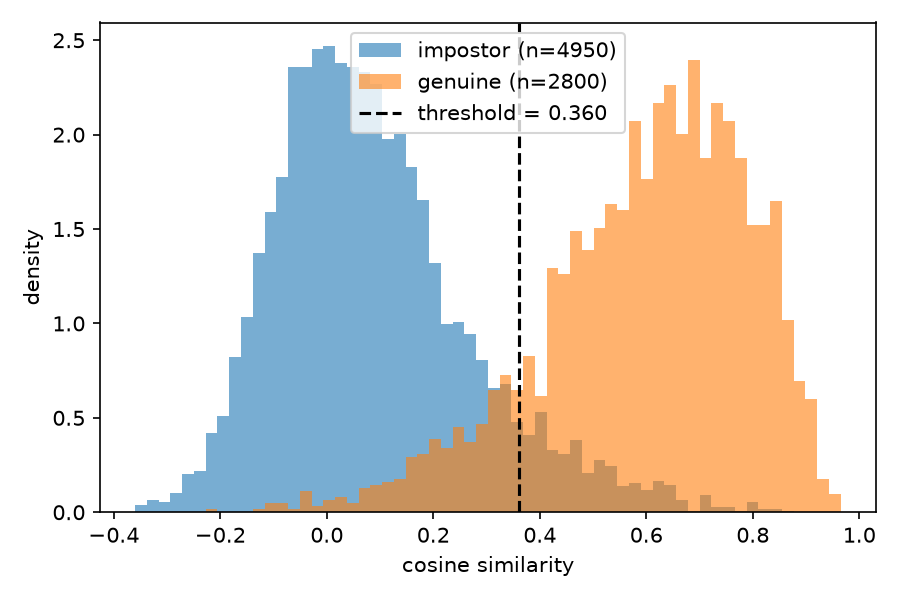 impostor (n=4950)
genuine (n=2800)
threshold = 0.360
2.5
2.0
1.5
1.0
0.5
0.0
density
−0.4 −0.2 0.0 0.2 0.4 0.6 0.8 1.0
cosine similarity